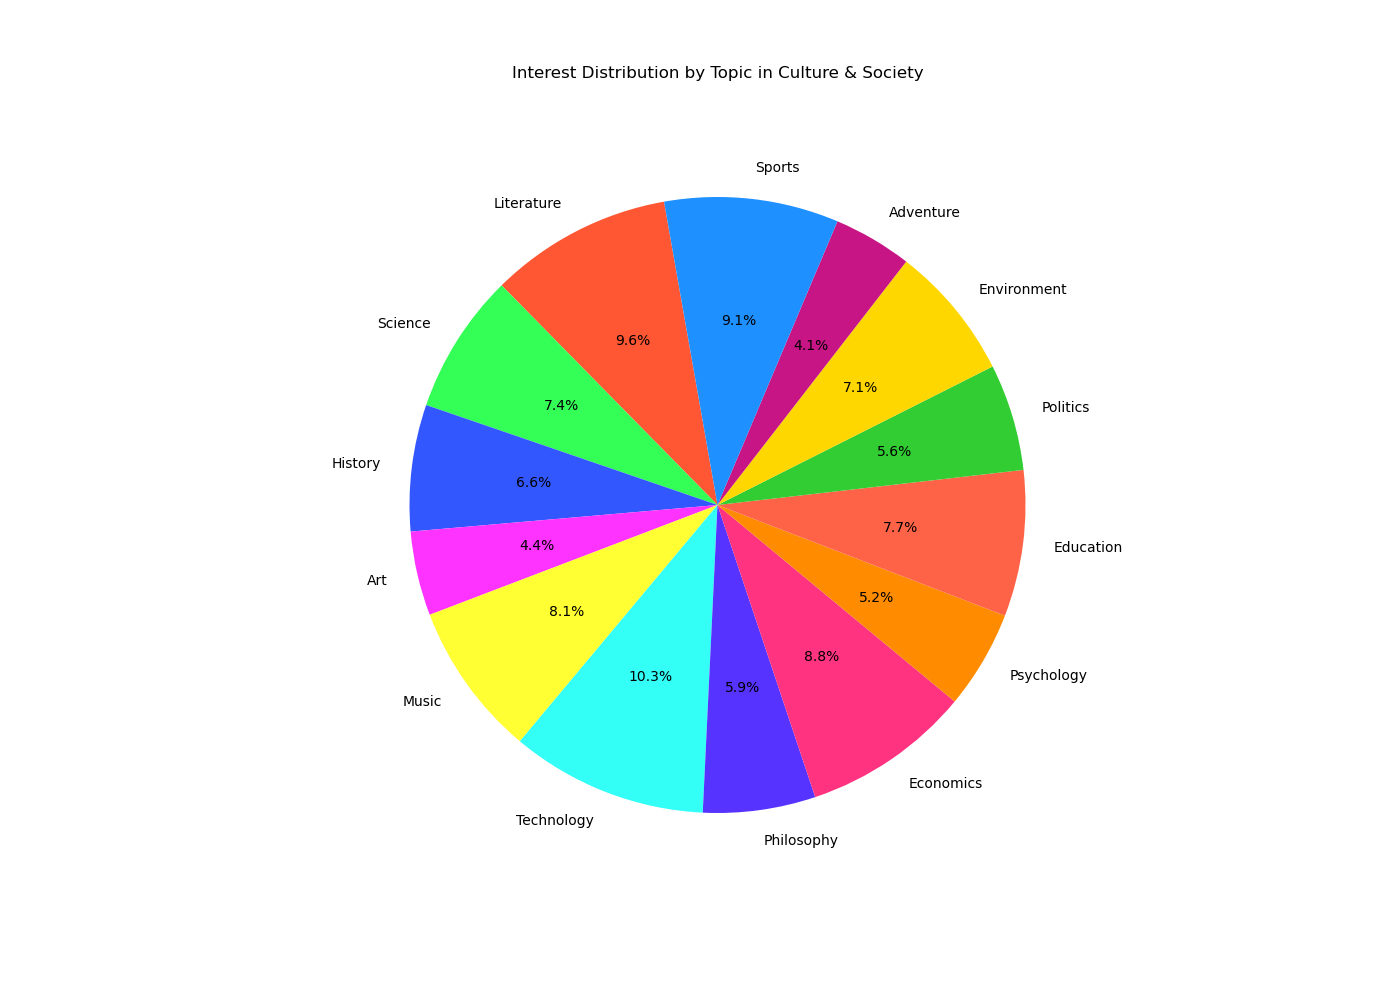 Interest Distribution by Topic in Culture & Society
Sports
Literature
Adventure
Environment
Science
9.1%
9.6%
4.1%
7.1%
7.4%
Politics
5.6%
History
6.6%
7.7%
4.4%
Education
Art
5.2%
8.1%
8.8%
Psychology
10.3%
5.9%
Music
Economics
Technology
Philosophy